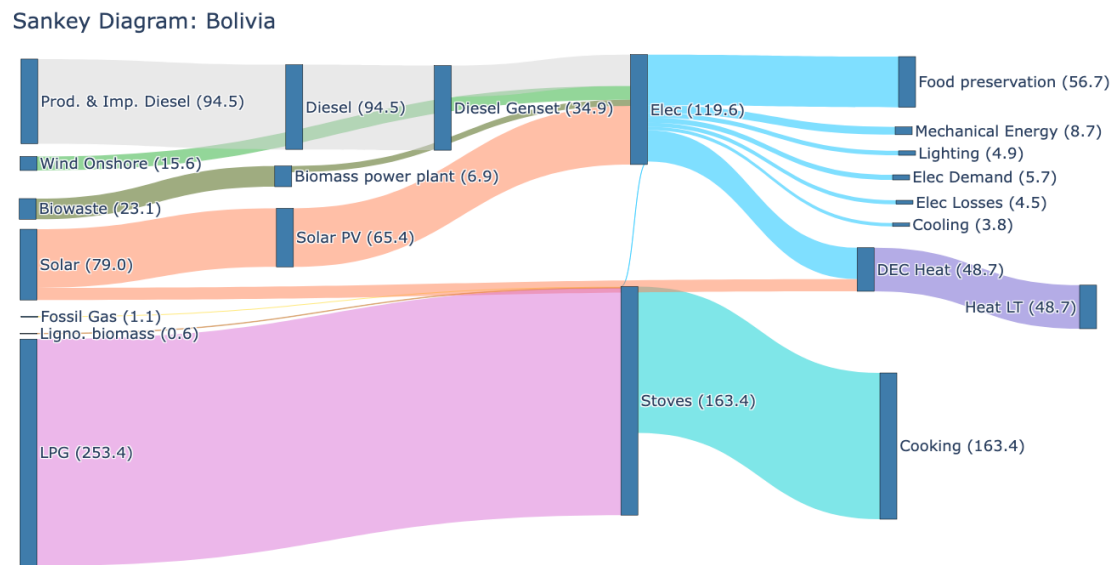 Sankey Diagram: Bolivia
Prod. & Imp. Diesel (94.5)
Diesel (94.5)
Diesel Genset (34.9)
Elec (119.6)
Food preservation (56.7)
Mechanical Energy (8.7)
Lighting (4.9)
Wind Onshore (15.6)
Biomass power plant (6.9)
Elec Demand (5.7)
Biowaste (23.1)
Elec Losses (4.5)
Cooling (3.8)
Solar PV (65.4)
Solar (79.0)
DEC Heat (48.7)
Heat LT (48.7)
Fossil Gas (1.1)
Ligno. biomass (0.6)
Stoves (163.4)
Cooking (163.4)
LPG (253.4)